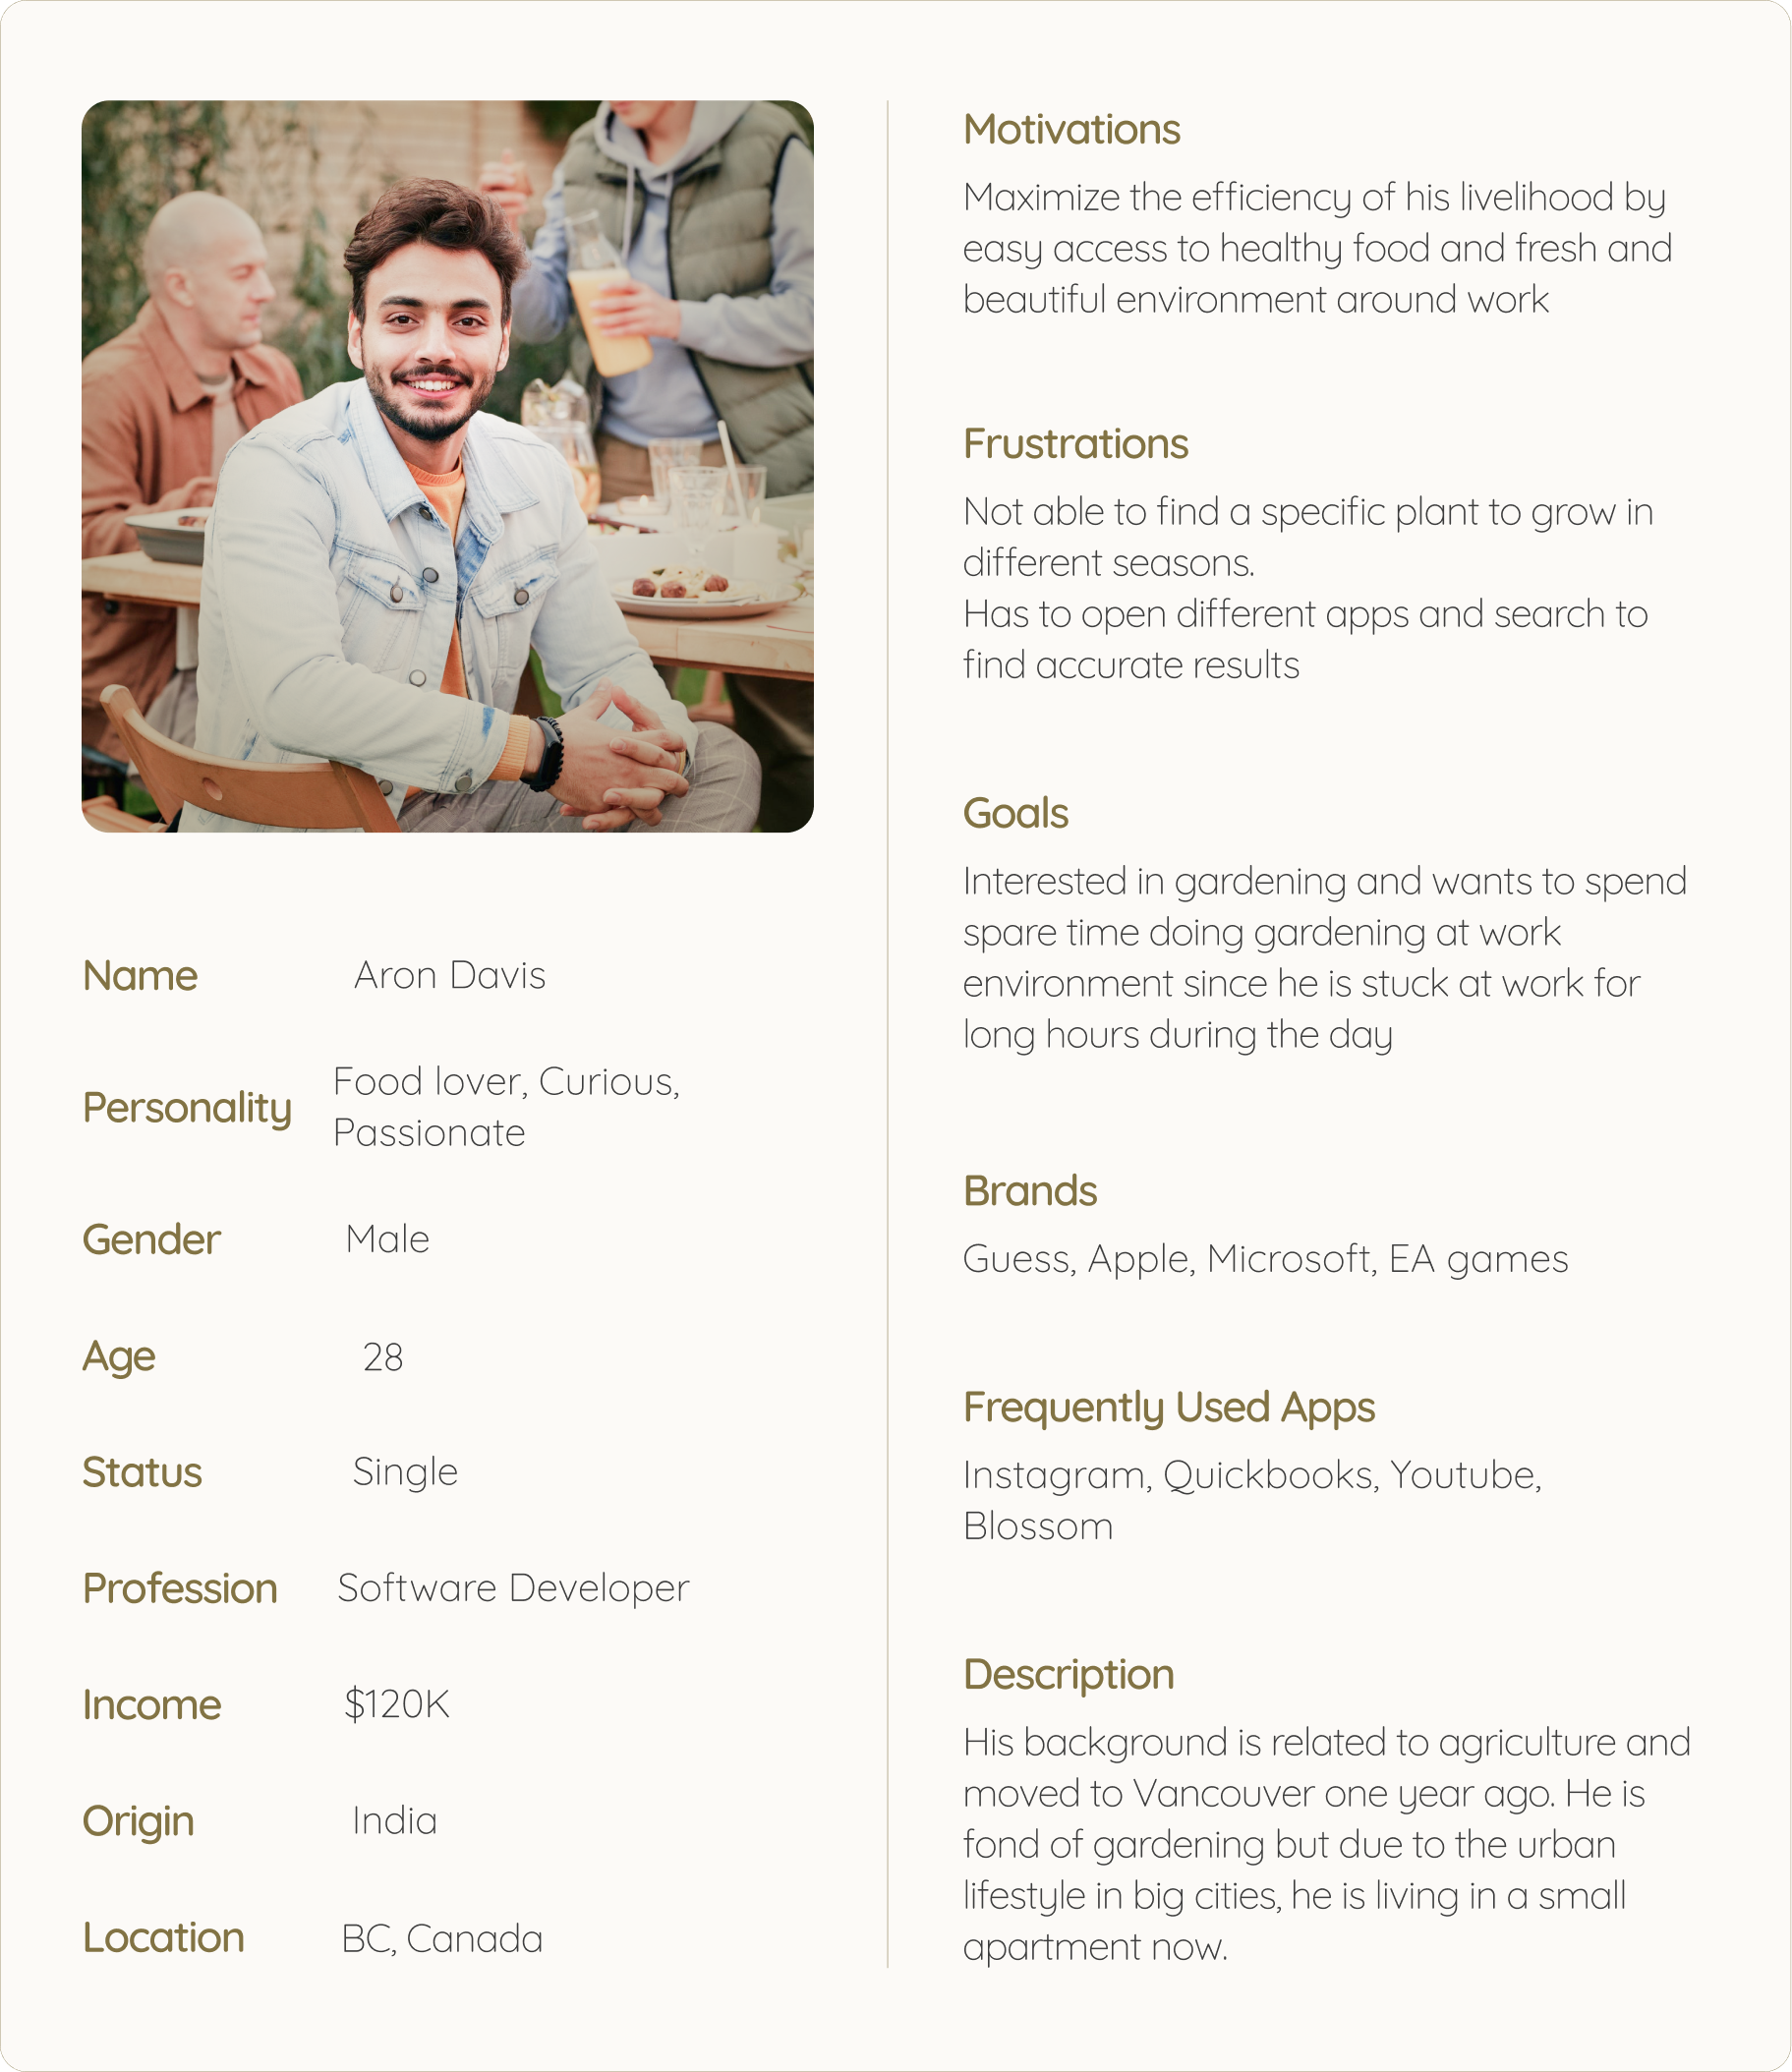 Name Aron Davis
Personality Food lover, Curious,
Passionate
Gender Male
Age 28
Status Single
Profession Software Developer
Income $120K
Origin India
Location BC, Canada
Motivations
Maximize the efficiency of his livelihood by
easy access to healthy food and fresh and
beautiful environment around work
Frustrations
Not able to find a specific plant to grow in
different seasons.
Has to open different apps and search to
find accurate results
Goals
Interested in gardening and wants to spend
spare time doing gardening at work
environment since he is stuck at work for
long hours during the day
Brands
Guess, Apple, Microsoft, EA games
Frequently Used Apps
Instagram, Quickbooks, Youtube,
Blossom
Description
His background is related to agriculture and
moved to Vancouver one year ago. He is
fond of gardening but due to the urban
lifestyle in big cities, he is living in a small
apartment now.